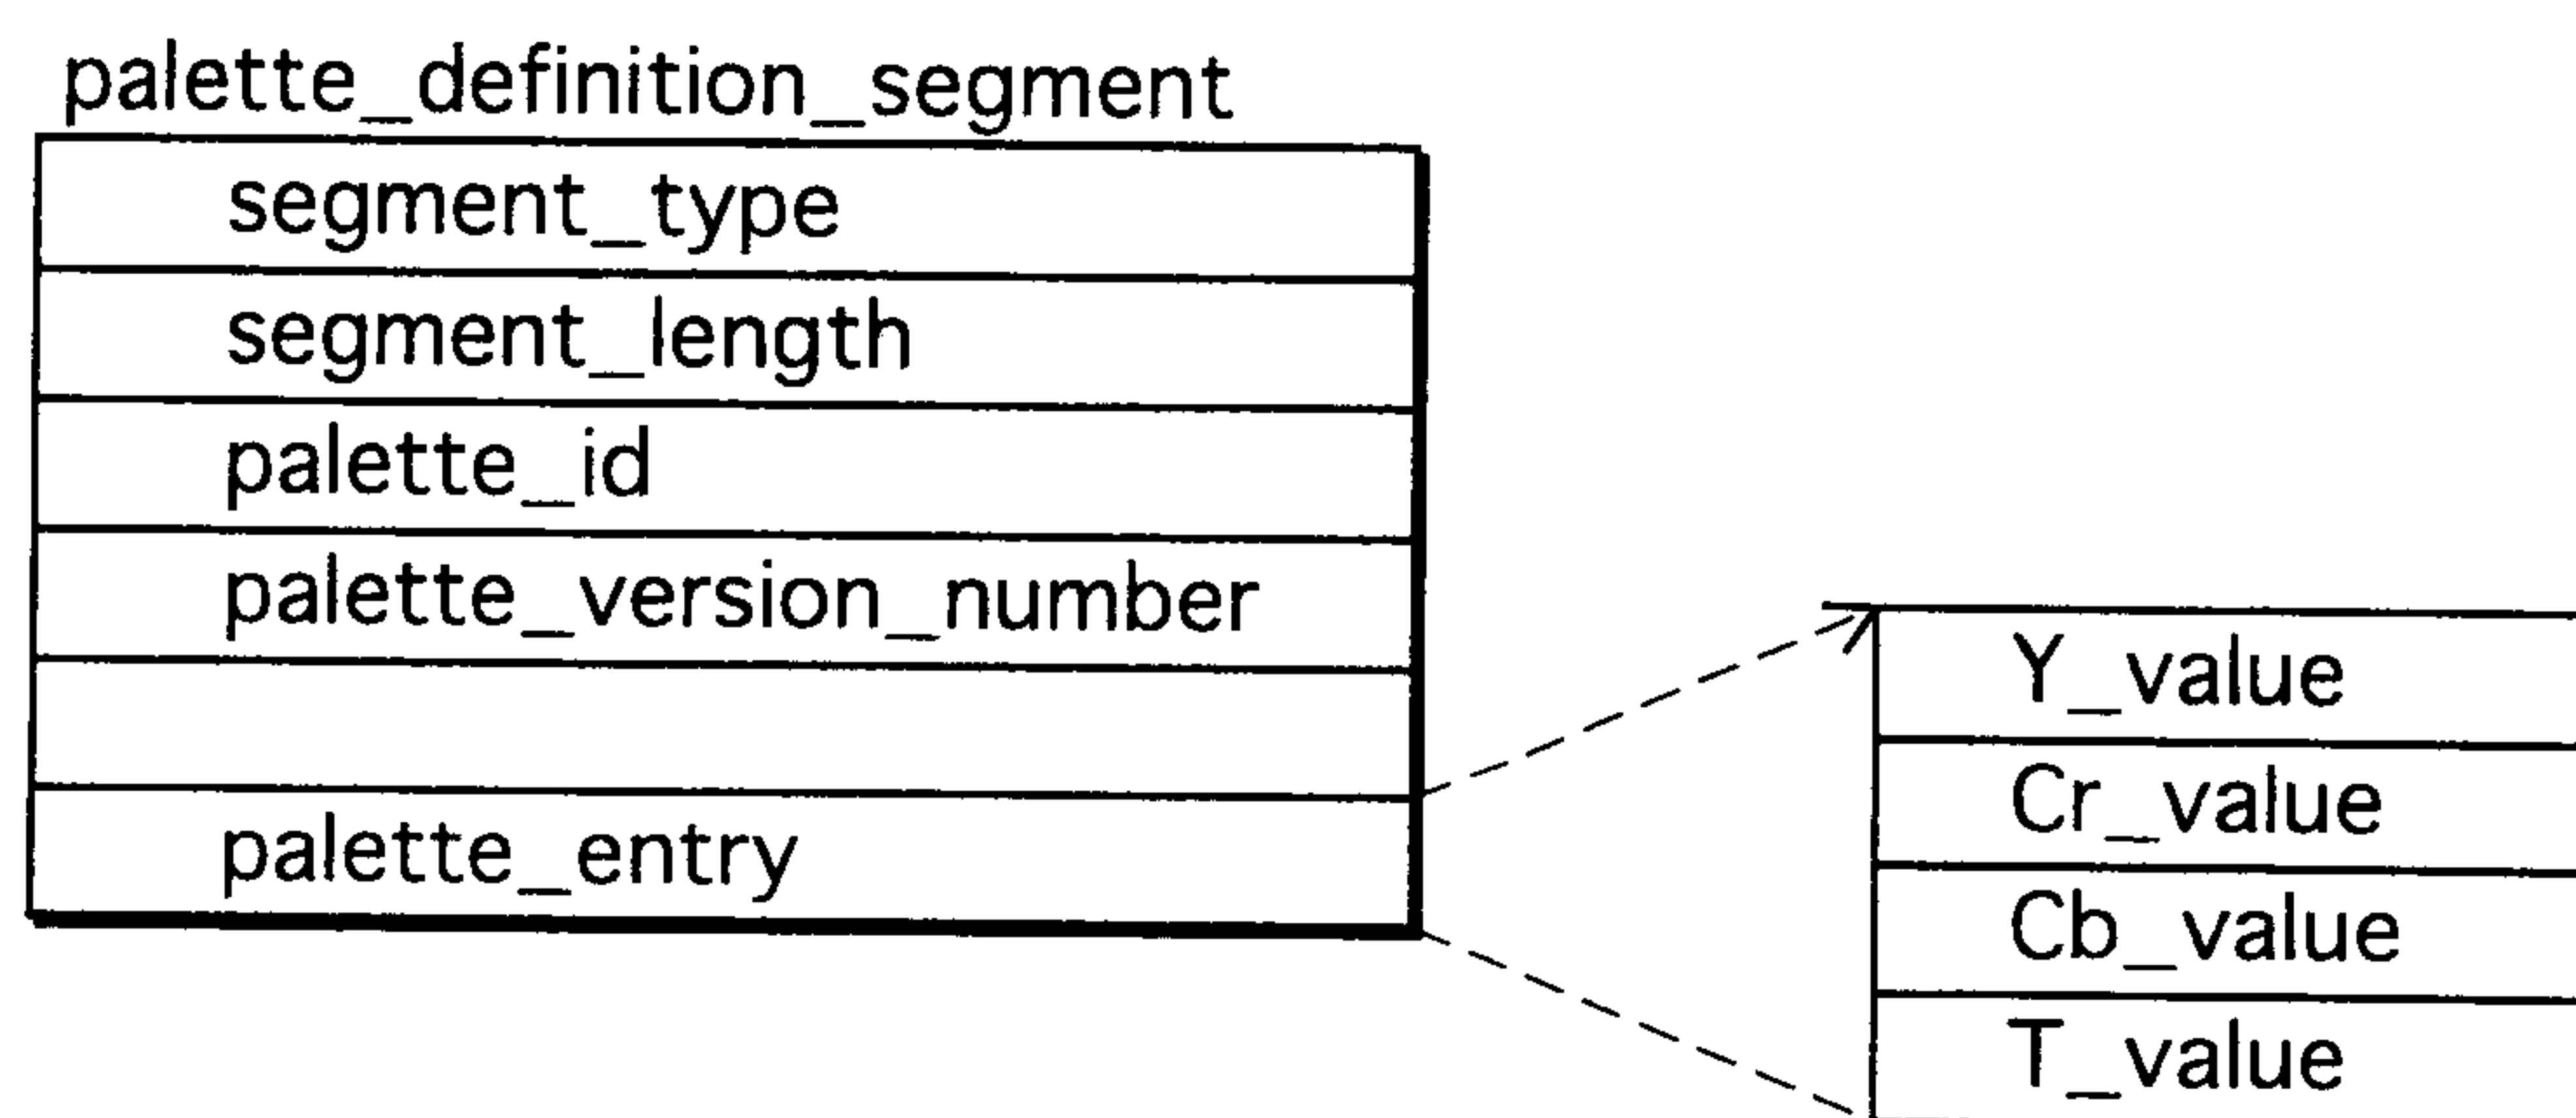 palette_definition_segment
segment_type
segment_length
palette_id
palette_version_number
palette_entry
Y_value
Cr_value
Cb_value
T_value